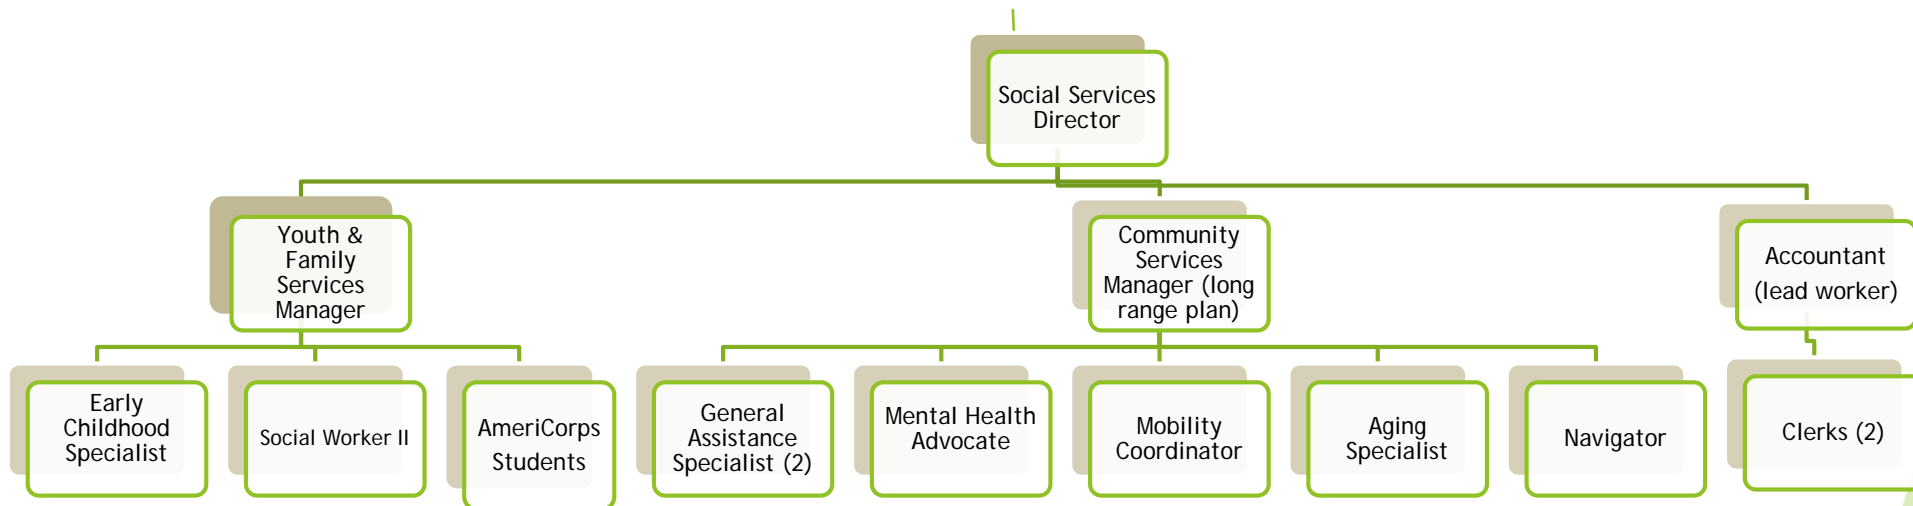 Social Services
Director
Youth &
Family
Services
Manager
Community
Services
Manager (long
range plan)
Accountant
(lead worker)
Early
Childhood
Specialist
Social Worker II
AmeriCorps
Students
General
Assistance
Specialist (2)
Mental Health
Advocate
Mobility
Coordinator
Aging
Specialist
Navigator
Clerks (2)